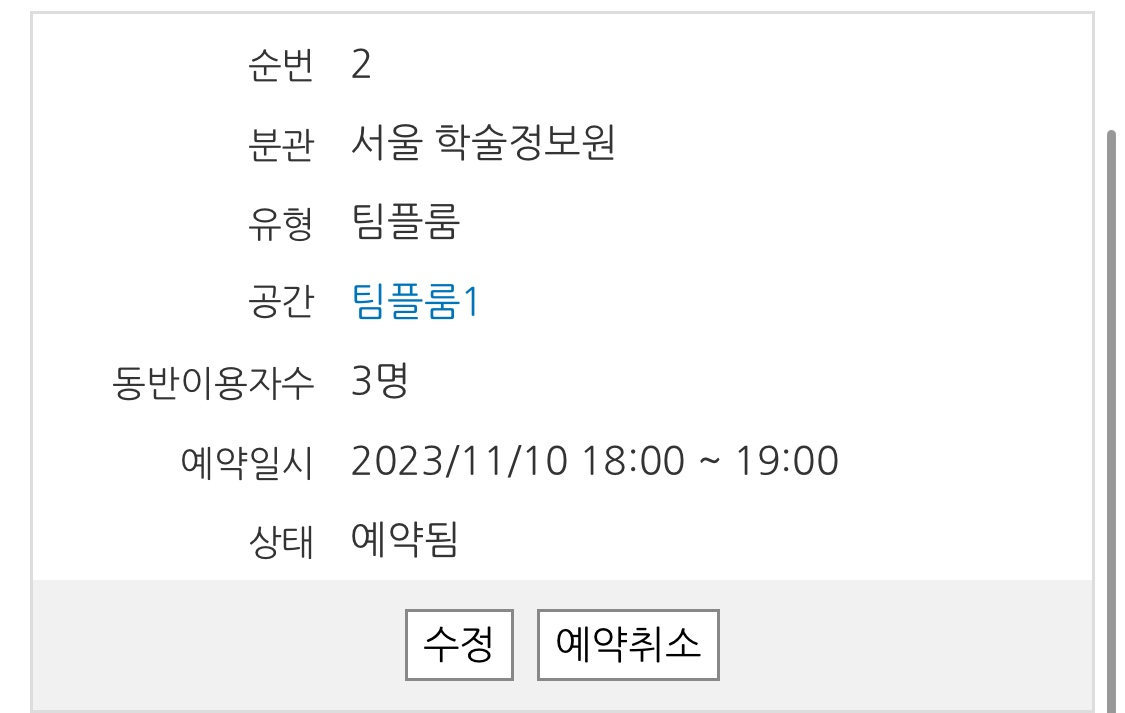 순번 2
분관 서울 학술정보원
유형 팀플룸
공간 팀플룸1
동반이용자수 3명
예약일시 2023/11/10 18:00 ~ 19:00
상태 예약됨
수정 예약취소